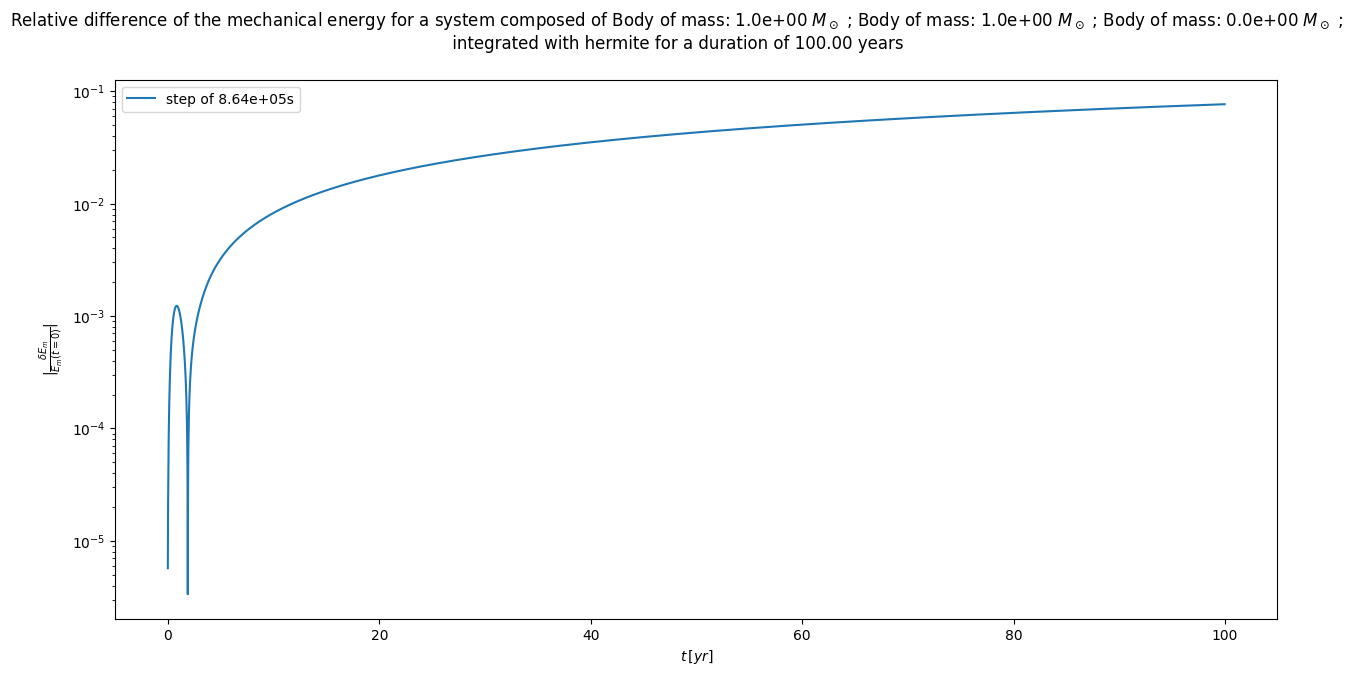 Relative difference of the mechanical energy for a system composed of Body of mass: 1.0e+00 $M_\odot$ ; Body of mass: 1.0e+00 $M_\odot$ ; Body of mass: 0.0e+00 $M_\odot$ ;
integrated with hermite for a duration of 100.00 years
step of 8.64e+05s
10⁻¹
10⁻²
10⁻³
10⁻⁴
10⁻⁵
$|\frac{\delta E_m}{E_m(t=0)}|$
0 20 40 60 80 100
t [yr]